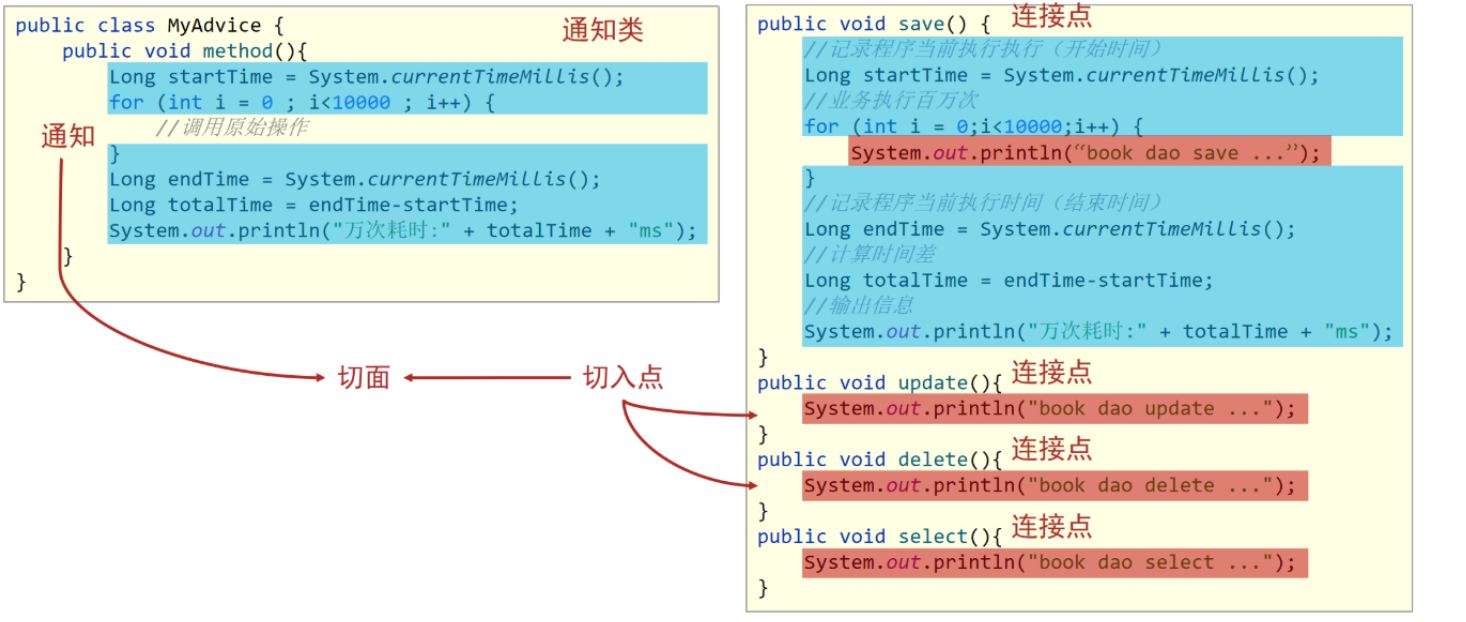 public class MyAdvice {
通知类
public void method(){
Long startTime = System.currentTimeMillis();
for (int i = 0 ; i<10000 ; i++) {
//调用原始操作
通知
}
Long endTime = System.currentTimeMillis();
Long totalTime = endTime-startTime;
System.out.println("万次耗时:" + totalTime + "ms");
}
}
切面
切入点
public void save() {
连接点
//记录程序当前执行执行（开始时间）
Long startTime = System.currentTimeMillis();
//业务执行百万次
for (int i = 0;i<10000;i++) {
System.out.println(“book dao save ...”);
}
//记录程序当前执行时间（结束时间）
Long endTime = System.currentTimeMillis();
//计算时间差
Long totalTime = endTime-startTime;
//输出信息
System.out.println("万次耗时:" + totalTime + "ms");
}
public void update(){
连接点
System.out.println("book dao update ...");
}
public void delete(){
连接点
System.out.println("book dao delete ...");
}
public void select(){
连接点
System.out.println("book dao select ...");
}